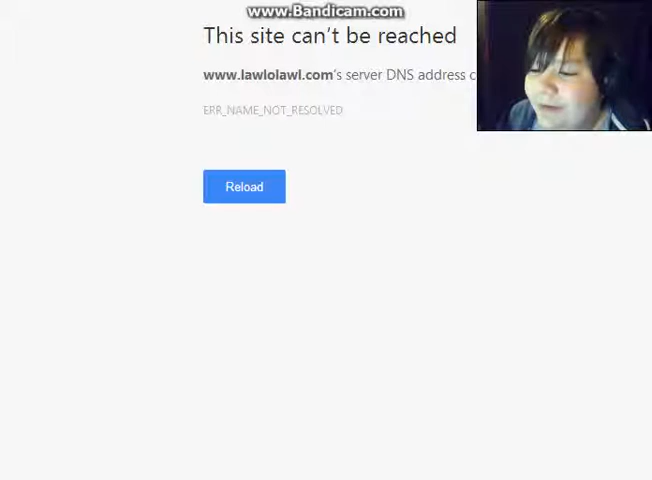 www.Bandicam.com
This site can't be reached
www.lawlolawl.com's server DNS address c
ERR_NAME_NOT_RESOLVED
Reload